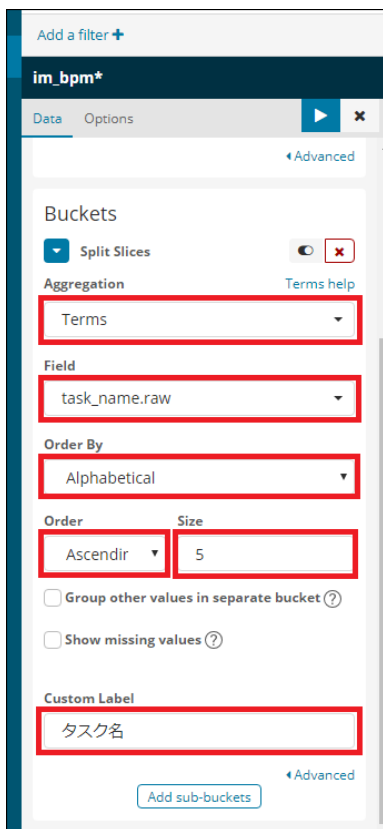 Add a filter +
im_bpm*
Data Options
Advanced
Buckets
Split Slices
Aggregation Terms help
Terms
Field
task_name.raw
Order By
Alphabetical
Order Size
Ascendir 5
Group other values in separate bucket ?
Show missing values ?
Custom Label
タスク名
Advanced
Add sub-buckets